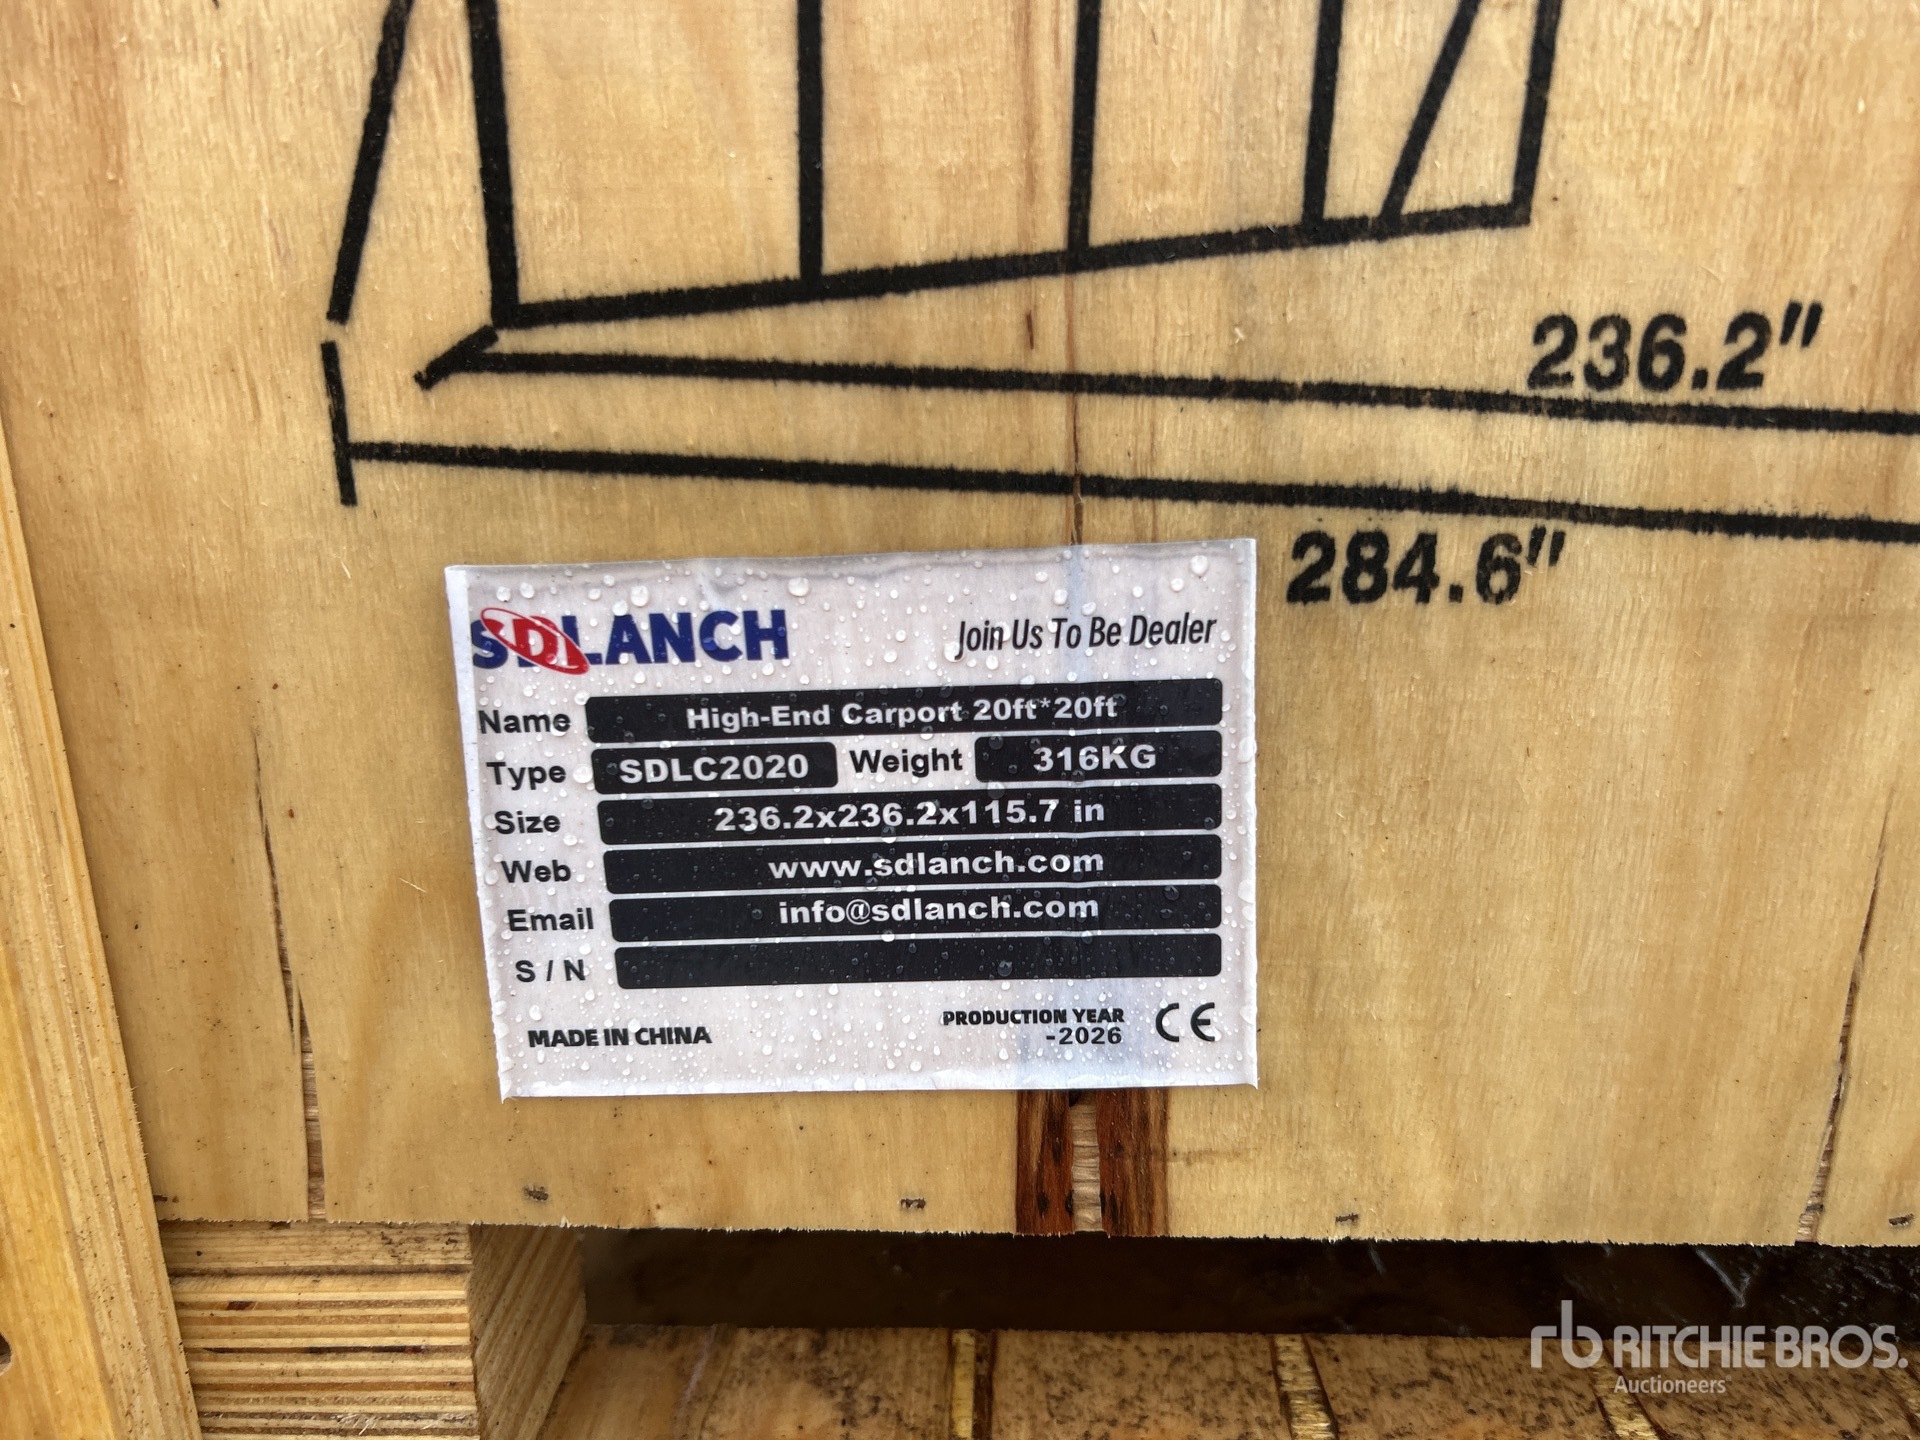 236.2"
284.6"
SDLANCH
Join Us To Be Dealer
Name High-End Carport 20ft*20ft
Type SDLC2020 Weight 316KG
Size 236.2x236.2x115.7 in
Web www.sdlanch.com
Email info@sdlanch.com
S / N
MADE IN CHINA
PRODUCTION YEAR
-2026
CE
rb RITCHIE BROS.
Auctioneers